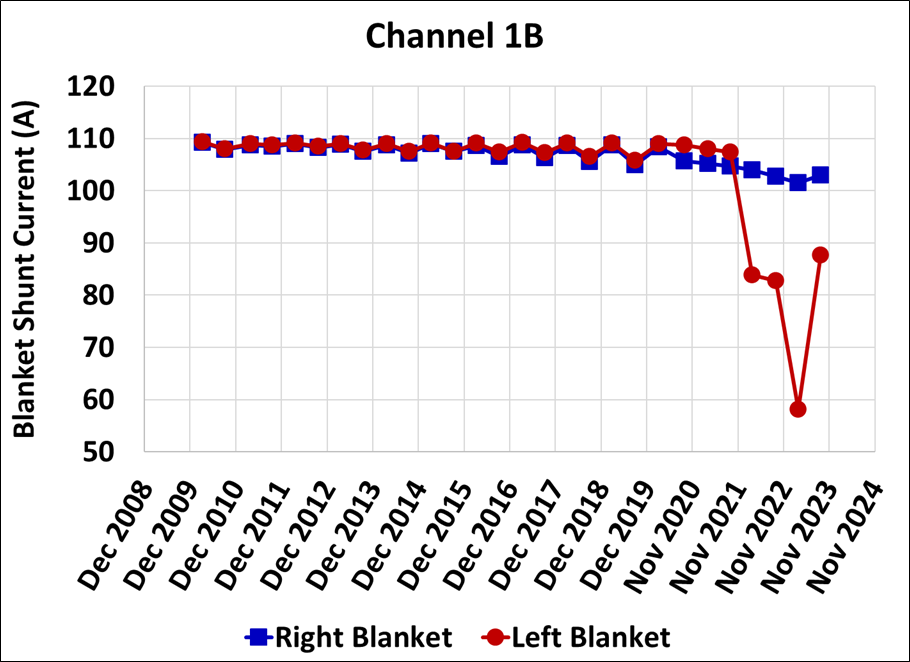 Channel 1B
Blanket Shunt Current (A)
120
110
100
90
80
70
60
50
Dec 2008
Dec 2009
Dec 2010
Dec 2011
Dec 2012
Dec 2013
Dec 2014
Dec 2015
Dec 2016
Dec 2017
Dec 2018
Dec 2019
Nov 2020
Nov 2021
Nov 2022
Nov 2023
Nov 2024
Right Blanket Left Blanket